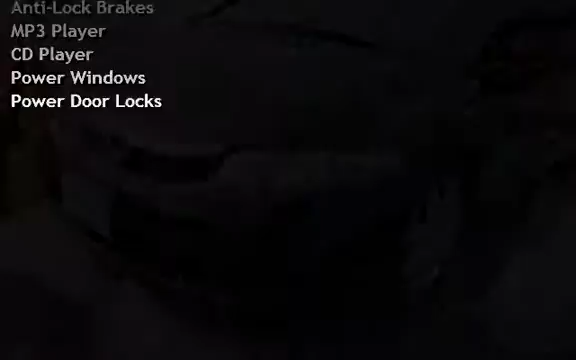 Anti-Lock Brakes
MP3 Player
CD Player
Power Windows
Power Door Locks